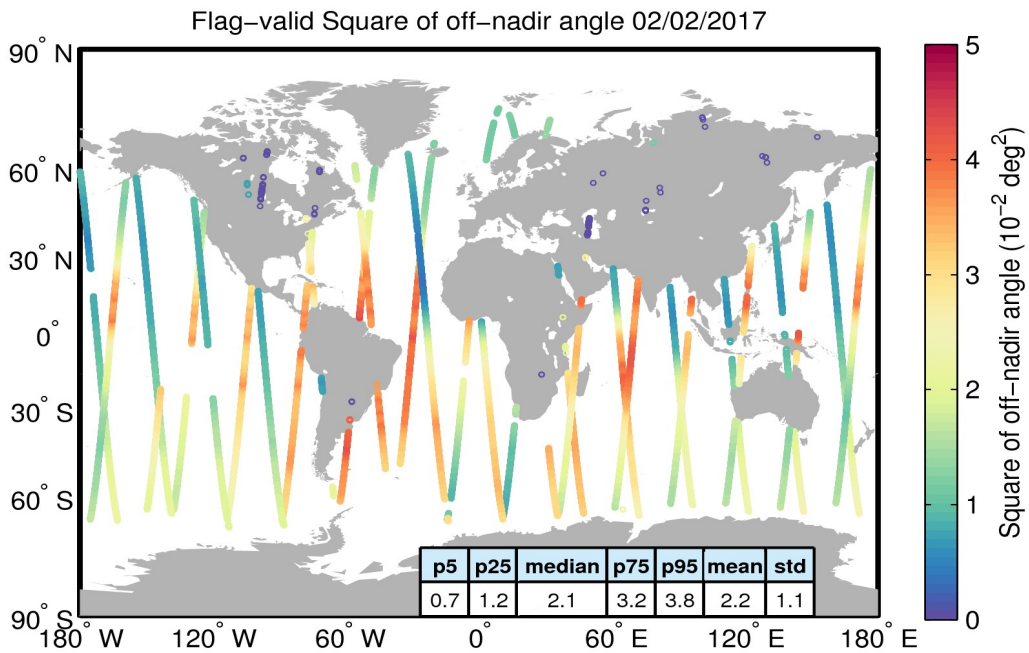 Flag−valid Square of off−nadir angle 02/02/2017
90° N
60° N
30° N
0°
30° S
60° S
90° S
180° W
120° W
60° W
0°
60° E
120° E
180° E
p5 p25 median p75 p95 mean std
0.7 1.2 2.1 3.2 3.8 2.2 1.1
5
4
3
2
1
0
Square of off−nadir angle (10⁻² deg²)